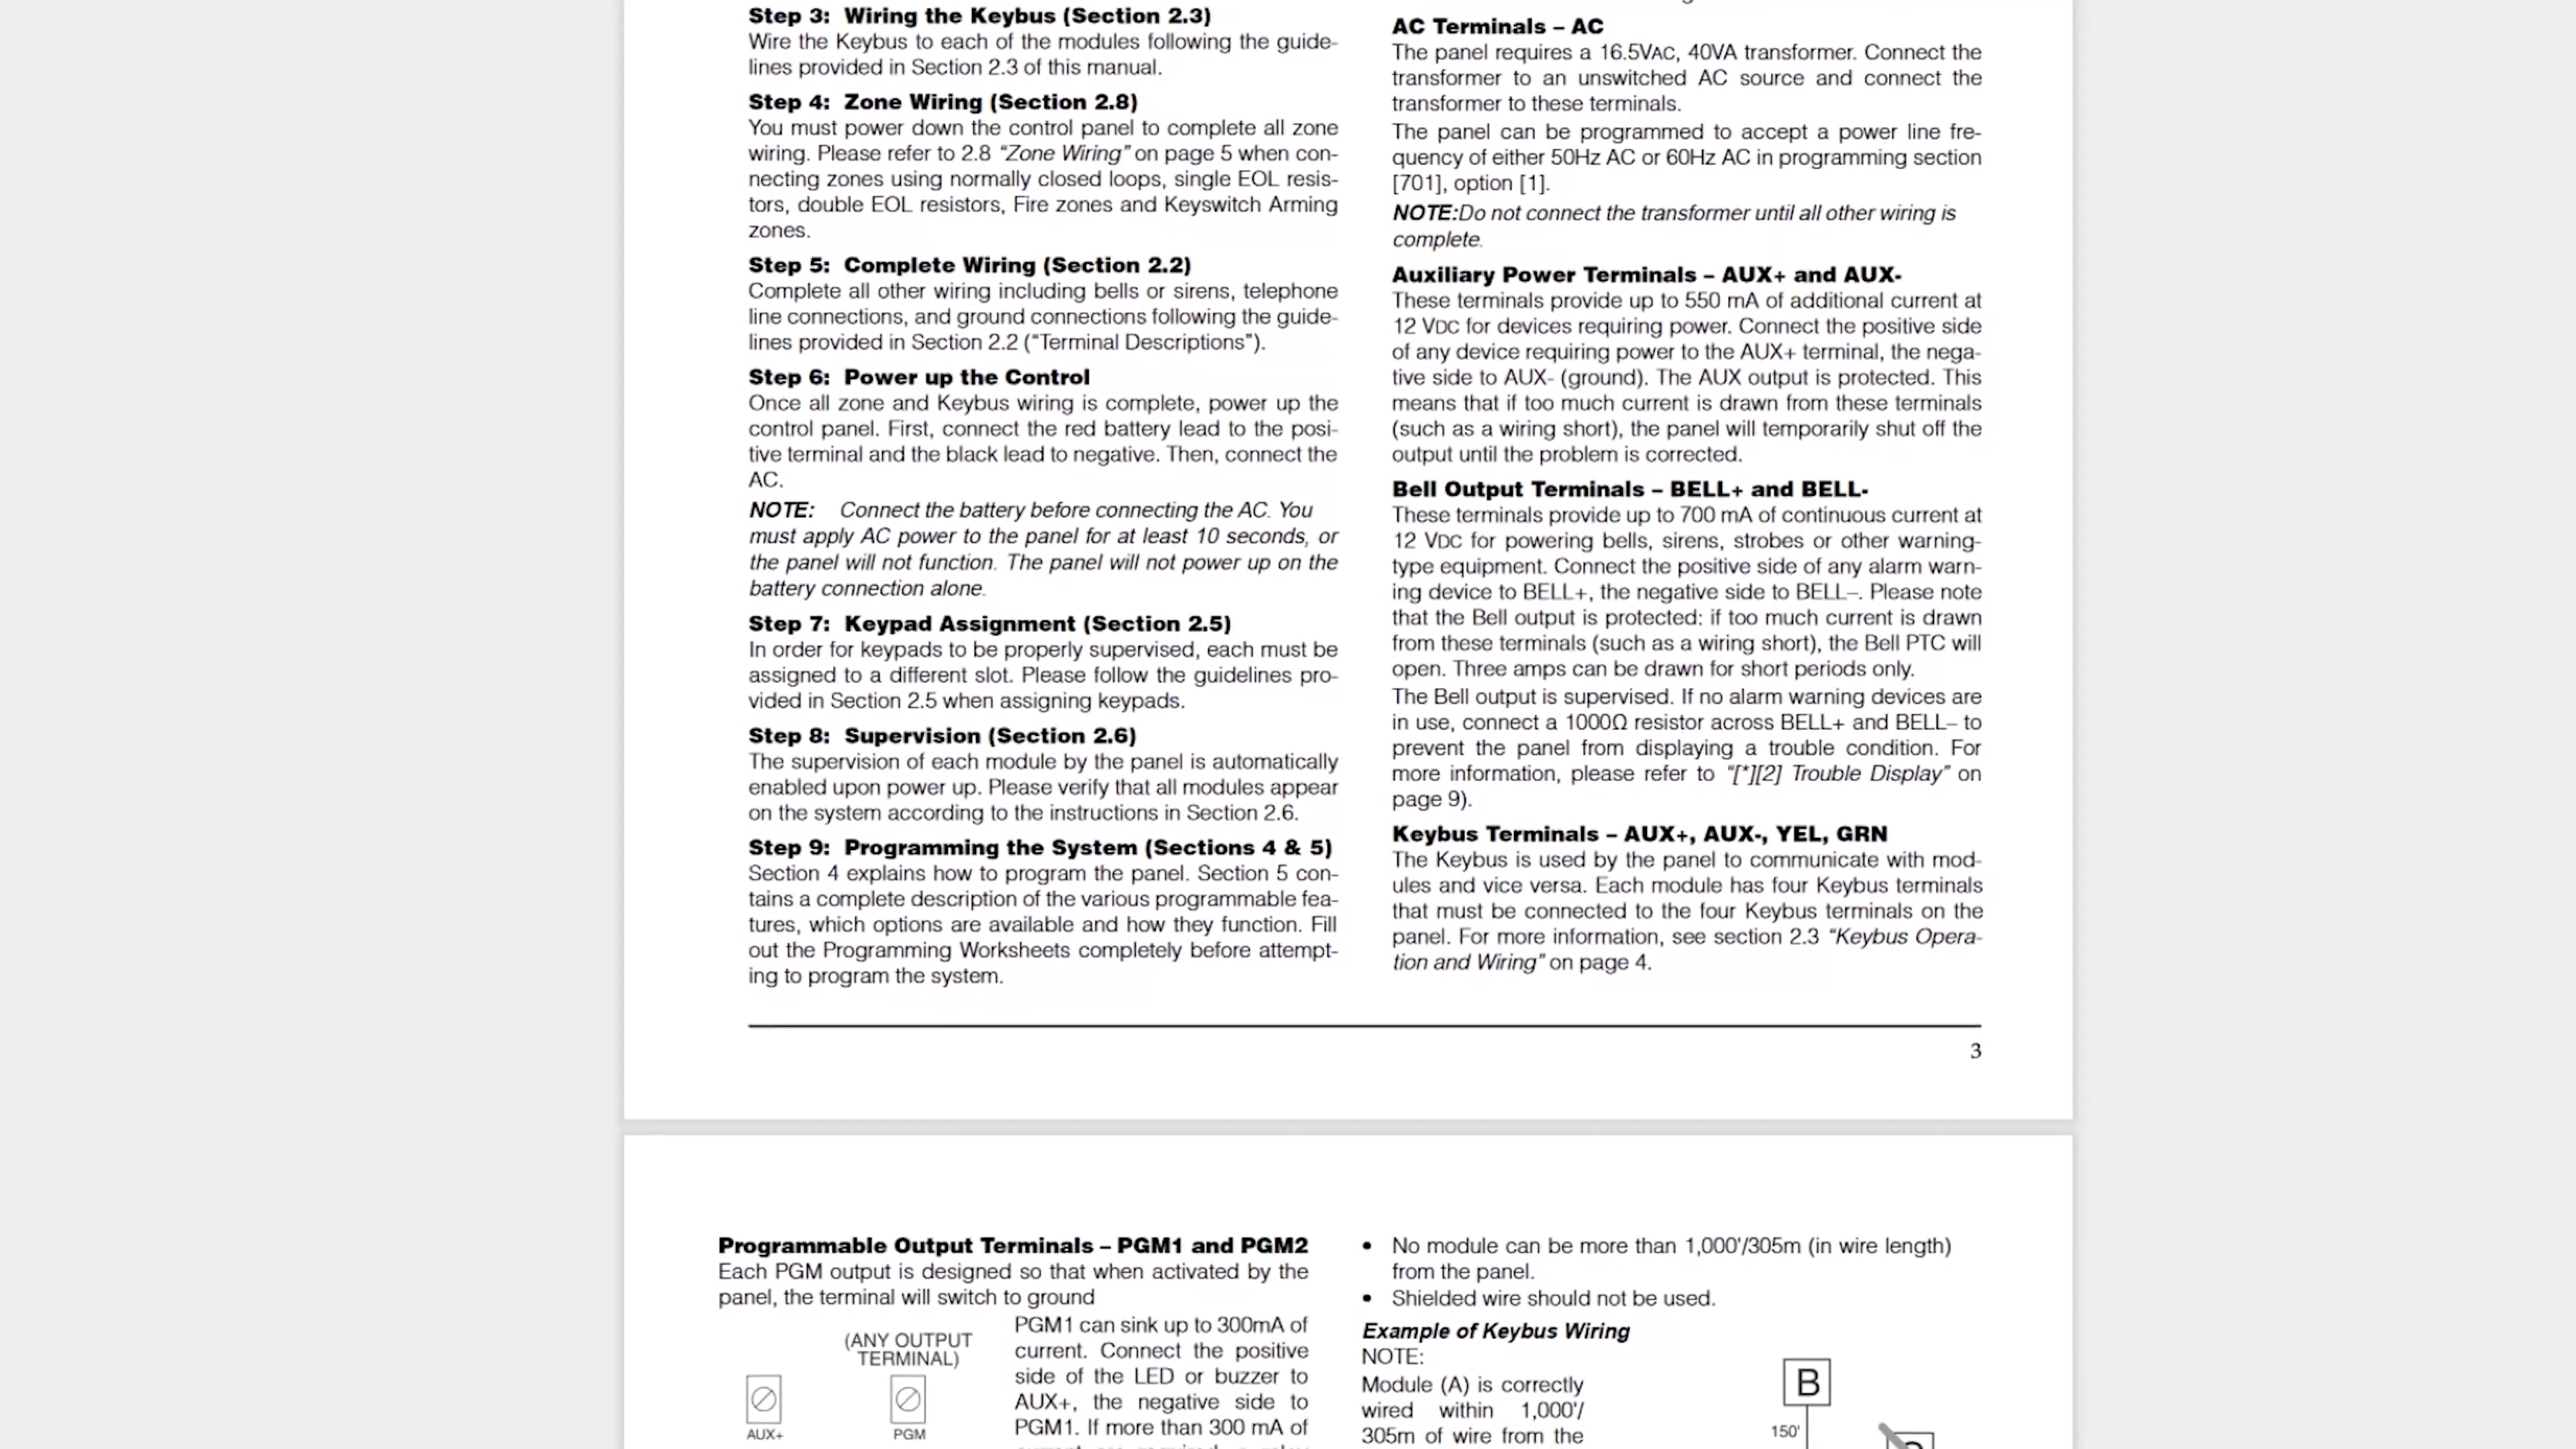 Step 3: Wiring the Keybus (Section 2.3)
Wire the Keybus to each of the modules following the guide-
lines provided in Section 2.3 of this manual.
Step 4: Zone Wiring (Section 2.8)
You must power down the control panel to complete all zone
wiring. Please refer to 2.8 “Zone Wiring” on page 5 when con-
necting zones using normally closed loops, single EOL resis-
tors, double EOL resistors, Fire zones and Keyswitch Arming
zones.
Step 5: Complete Wiring (Section 2.2)
Complete all other wiring including bells or sirens, telephone
line connections, and ground connections following the guide-
lines provided in Section 2.2 (“Terminal Descriptions”).
Step 6: Power up the Control
Once all zone and Keybus wiring is complete, power up the
control panel. First, connect the red battery lead to the posi-
tive terminal and the black lead to negative. Then, connect the
AC.
NOTE: Connect the battery before connecting the AC. You
must apply AC power to the panel for at least 10 seconds, or
the panel will not function. The panel will not power up on the
battery connection alone.
Step 7: Keypad Assignment (Section 2.5)
In order for keypads to be properly supervised, each must be
assigned to a different slot. Please follow the guidelines pro-
vided in Section 2.5 when assigning keypads.
Step 8: Supervision (Section 2.6)
The supervision of each module by the panel is automatically
enabled upon power up. Please verify that all modules appear
on the system according to the instructions in Section 2.6.
Step 9: Programming the System (Sections 4 & 5)
Section 4 explains how to program the panel. Section 5 con-
tains a complete description of the various programmable fea-
tures, which options are available and how they function. Fill
out the Programming Worksheets completely before attempt-
ing to program the system.
AC Terminals – AC
The panel requires a 16.5VAC, 40VA transformer. Connect the
transformer to an unswitched AC source and connect the
transformer to these terminals.
The panel can be programmed to accept a power line fre-
quency of either 50Hz AC or 60Hz AC in programming section
[701], option [1].
NOTE:Do not connect the transformer until all other wiring is
complete.
Auxiliary Power Terminals – AUX+ and AUX-
These terminals provide up to 550 mA of additional current at
12 VDC for devices requiring power. Connect the positive side
of any device requiring power to the AUX+ terminal, the nega-
tive side to AUX- (ground). The AUX output is protected. This
means that if too much current is drawn from these terminals
(such as a wiring short), the panel will temporarily shut off the
output until the problem is corrected.
Bell Output Terminals – BELL+ and BELL-
These terminals provide up to 700 mA of continuous current at
12 VDC for powering bells, sirens, strobes or other warning-
type equipment. Connect the positive side of any alarm warn-
ing device to BELL+, the negative side to BELL–. Please note
that the Bell output is protected: if too much current is drawn
from these terminals (such as a wiring short), the Bell PTC will
open. Three amps can be drawn for short periods only.
The Bell output is supervised. If no alarm warning devices are
in use, connect a 1000Ω resistor across BELL+ and BELL– to
prevent the panel from displaying a trouble condition. For
more information, please refer to “[*][2] Trouble Display” on
page 9).
Keybus Terminals – AUX+, AUX-, YEL, GRN
The Keybus is used by the panel to communicate with mod-
ules and vice versa. Each module has four Keybus terminals
that must be connected to the four Keybus terminals on the
panel. For more information, see section 2.3 “Keybus Opera-
tion and Wiring” on page 4.
3
Programmable Output Terminals – PGM1 and PGM2
Each PGM output is designed so that when activated by the
panel, the terminal will switch to ground
(ANY OUTPUT
TERMINAL)
AUX+
PGM
PGM1 can sink up to 300mA of
current. Connect the positive
side of the LED or buzzer to
AUX+, the negative side to
PGM1. If more than 300 mA of
• No module can be more than 1,000'/305m (in wire length)
from the panel.
• Shielded wire should not be used.
Example of Keybus Wiring
NOTE:
Module (A) is correctly
wired within 1,000'/
305m of wire from the
B
150'